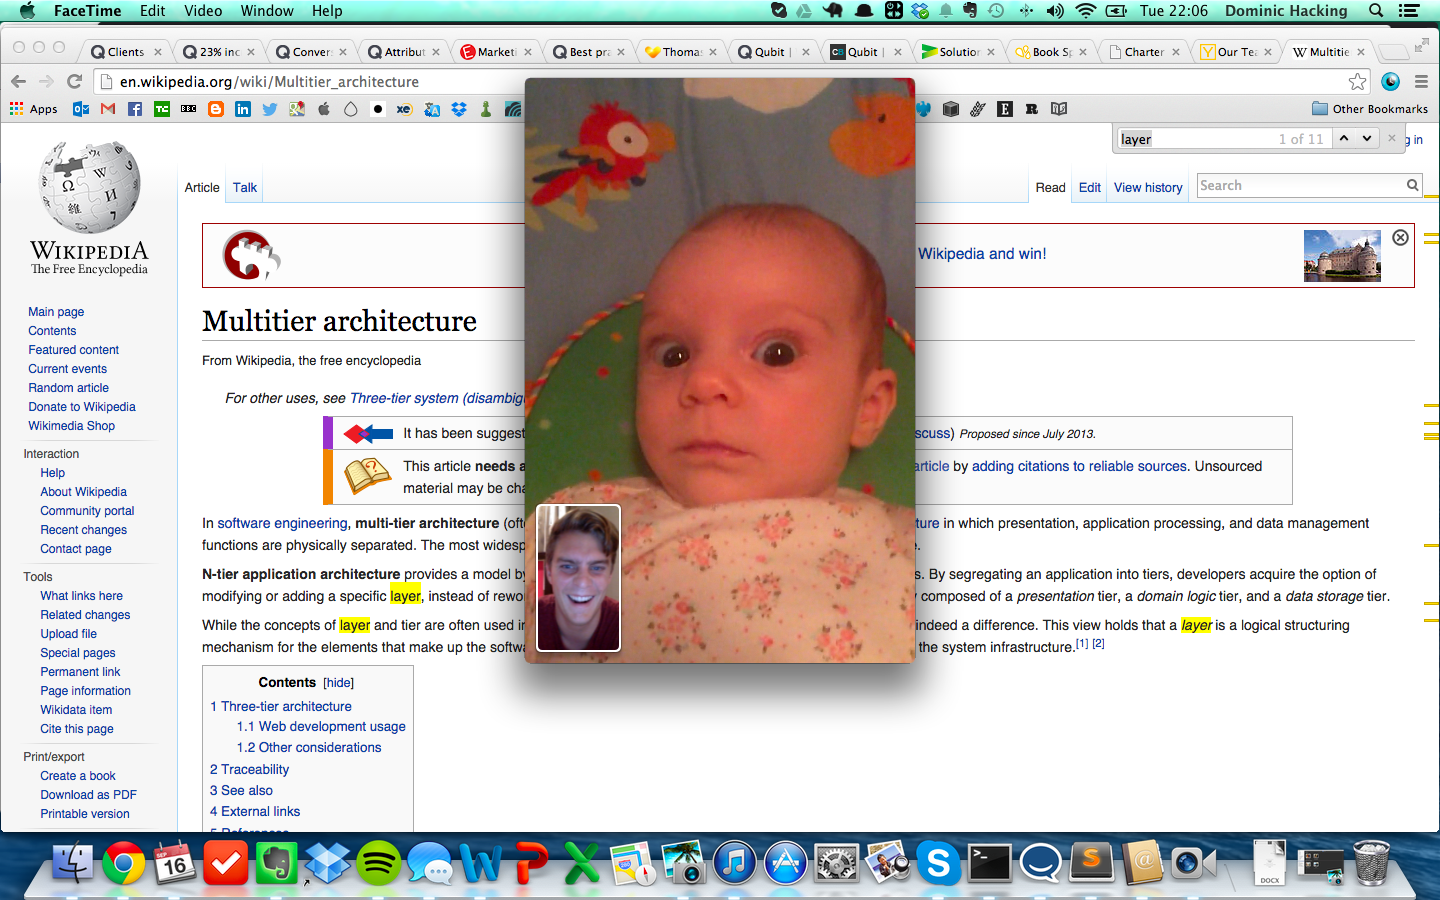 FaceTime Edit Video Window Help Tue 22:06 Dominic Hacking
Clients 23% inc Conver Attribut Marketi Best pra Thomas Qubit | Qubit | Solution Book Sp Charter Our Tea Multitie
en.wikipedia.org/wiki/Multitier_architecture
Apps Other Bookmarks
layer 1 of 11
g in
Article Talk Read Edit View history Search
WIKIPEDIA
The Free Encyclopedia
Wikipedia and win!
Main page
Contents
Featured content
Current events
Random article
Donate to Wikipedia
Wikimedia Shop
Interaction
Help
About Wikipedia
Community portal
Recent changes
Contact page
Tools
What links here
Related changes
Upload file
Special pages
Permanent link
Page information
Wikidata item
Cite this page
Print/export
Create a book
Download as PDF
Printable version
Multitier architecture
From Wikipedia, the free encyclopedia
For other uses, see Three-tier system (disambig
It has been suggest scuss) Proposed since July 2013.
This article needs a article by adding citations to reliable sources. Unsourced
material may be cha
In software engineering, multi-tier architecture (oft ture in which presentation, application processing, and data management
functions are physically separated. The most widesp e.
N-tier application architecture provides a model by s. By segregating an application into tiers, developers acquire the option of
modifying or adding a specific layer, instead of rewo y composed of a presentation tier, a domain logic tier, and a data storage tier.
While the concepts of layer and tier are often used in indeed a difference. This view holds that a layer is a logical structuring
mechanism for the elements that make up the softwa the system infrastructure.[1] [2]
Contents [hide]
1 Three-tier architecture
1.1 Web development usage
1.2 Other considerations
2 Traceability
3 See also
4 External links
5 References
SEP
16
DOCX